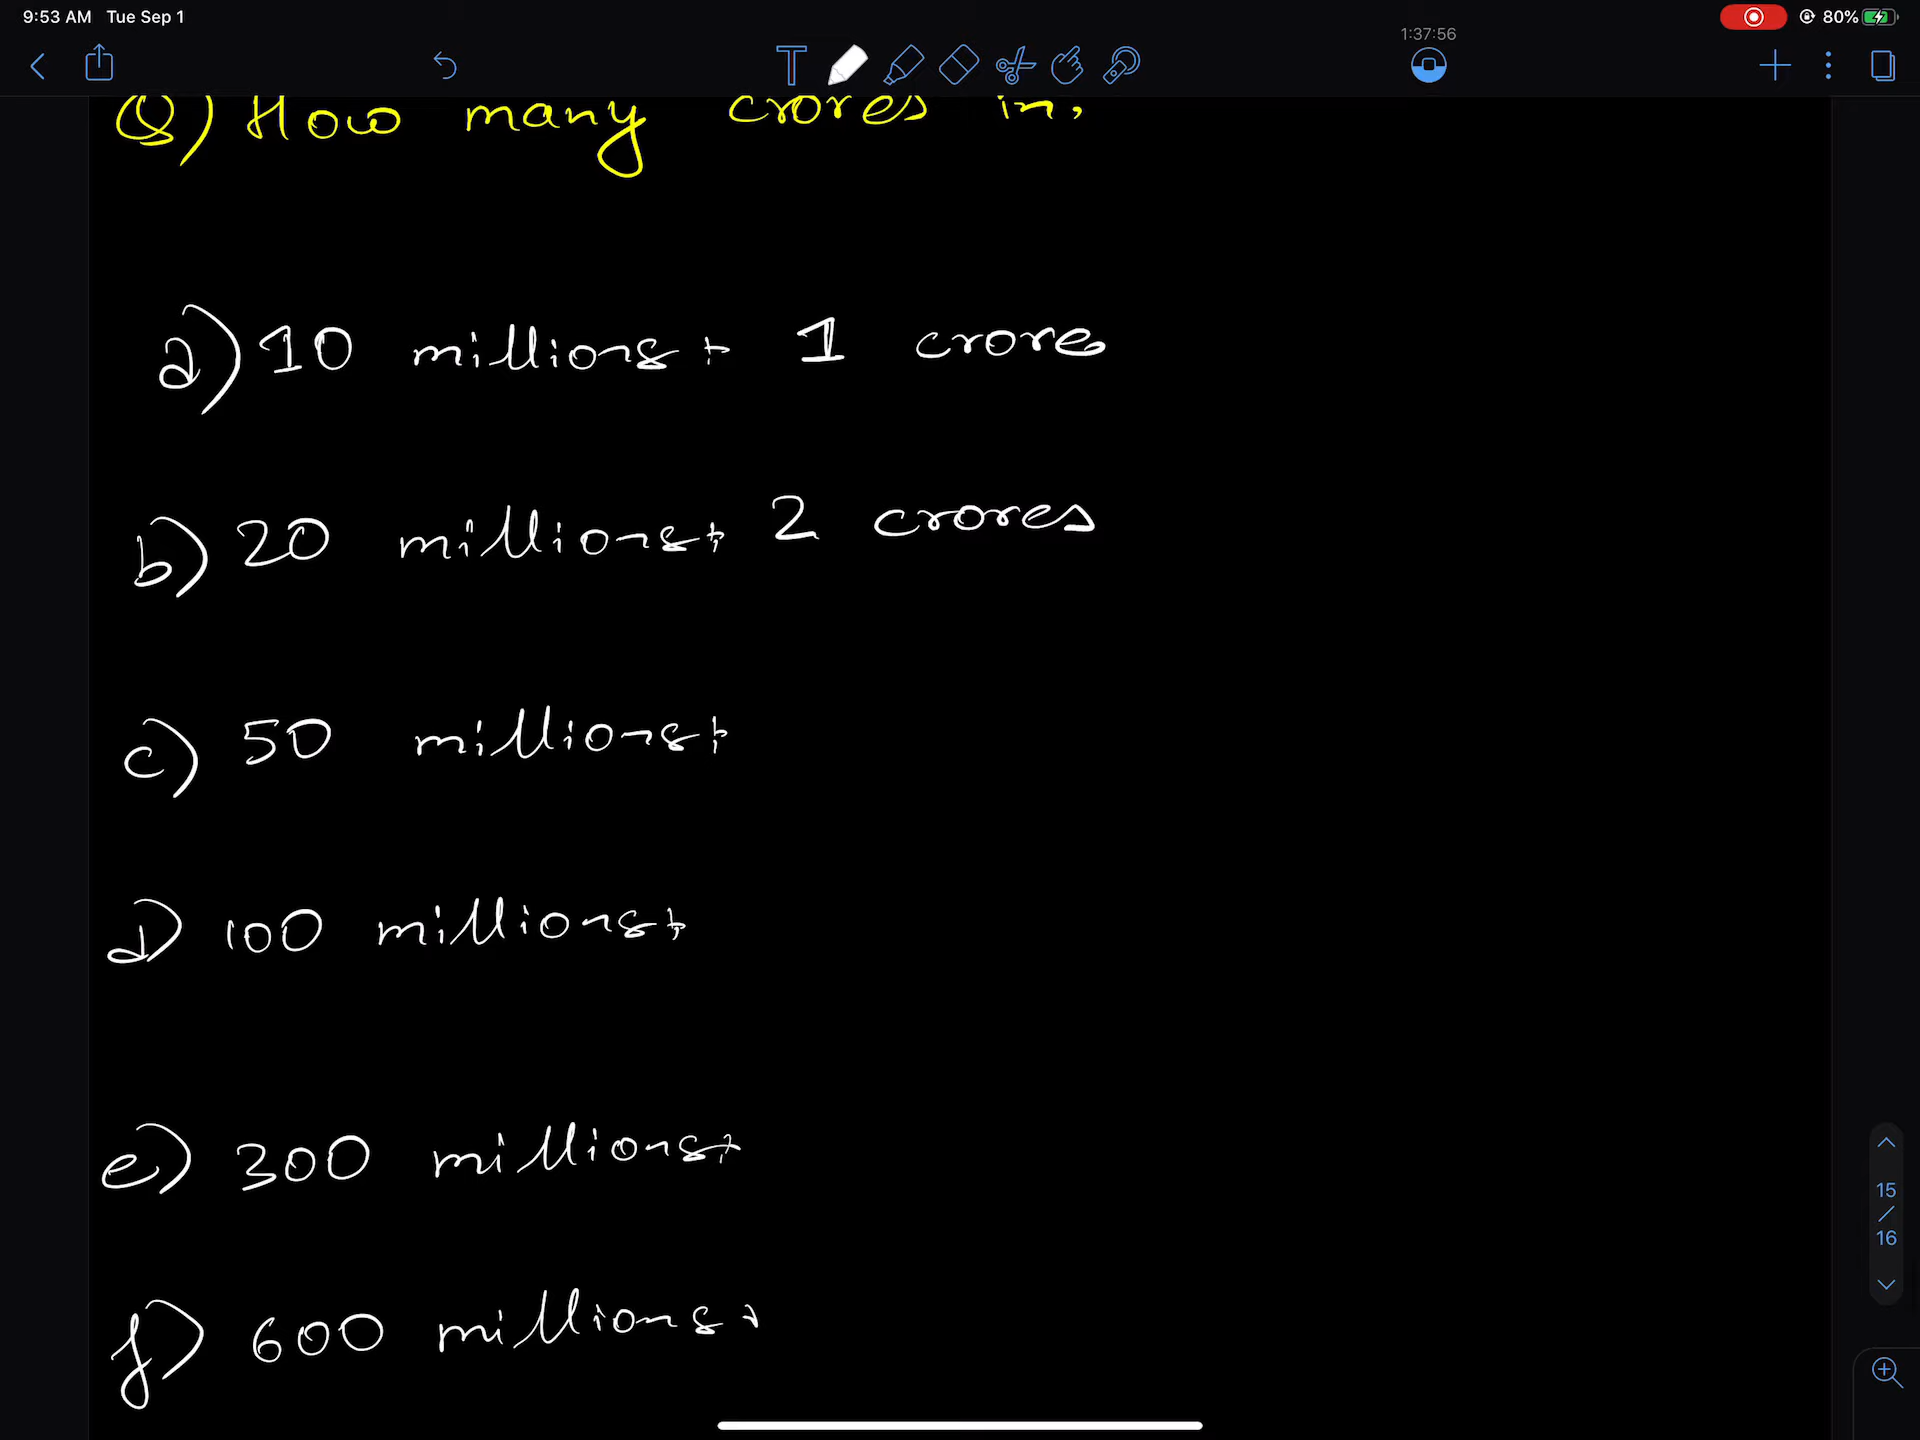 9:53 AM Tue Sep 1
80%
1:37:56
T
Q) How many crores in,
a) 10 millions → 1 crore
b) 20 millions → 2 crores
c) 50 millions →
d) 100 millions →
e) 300 millions →
f) 600 millions →
15
/
16